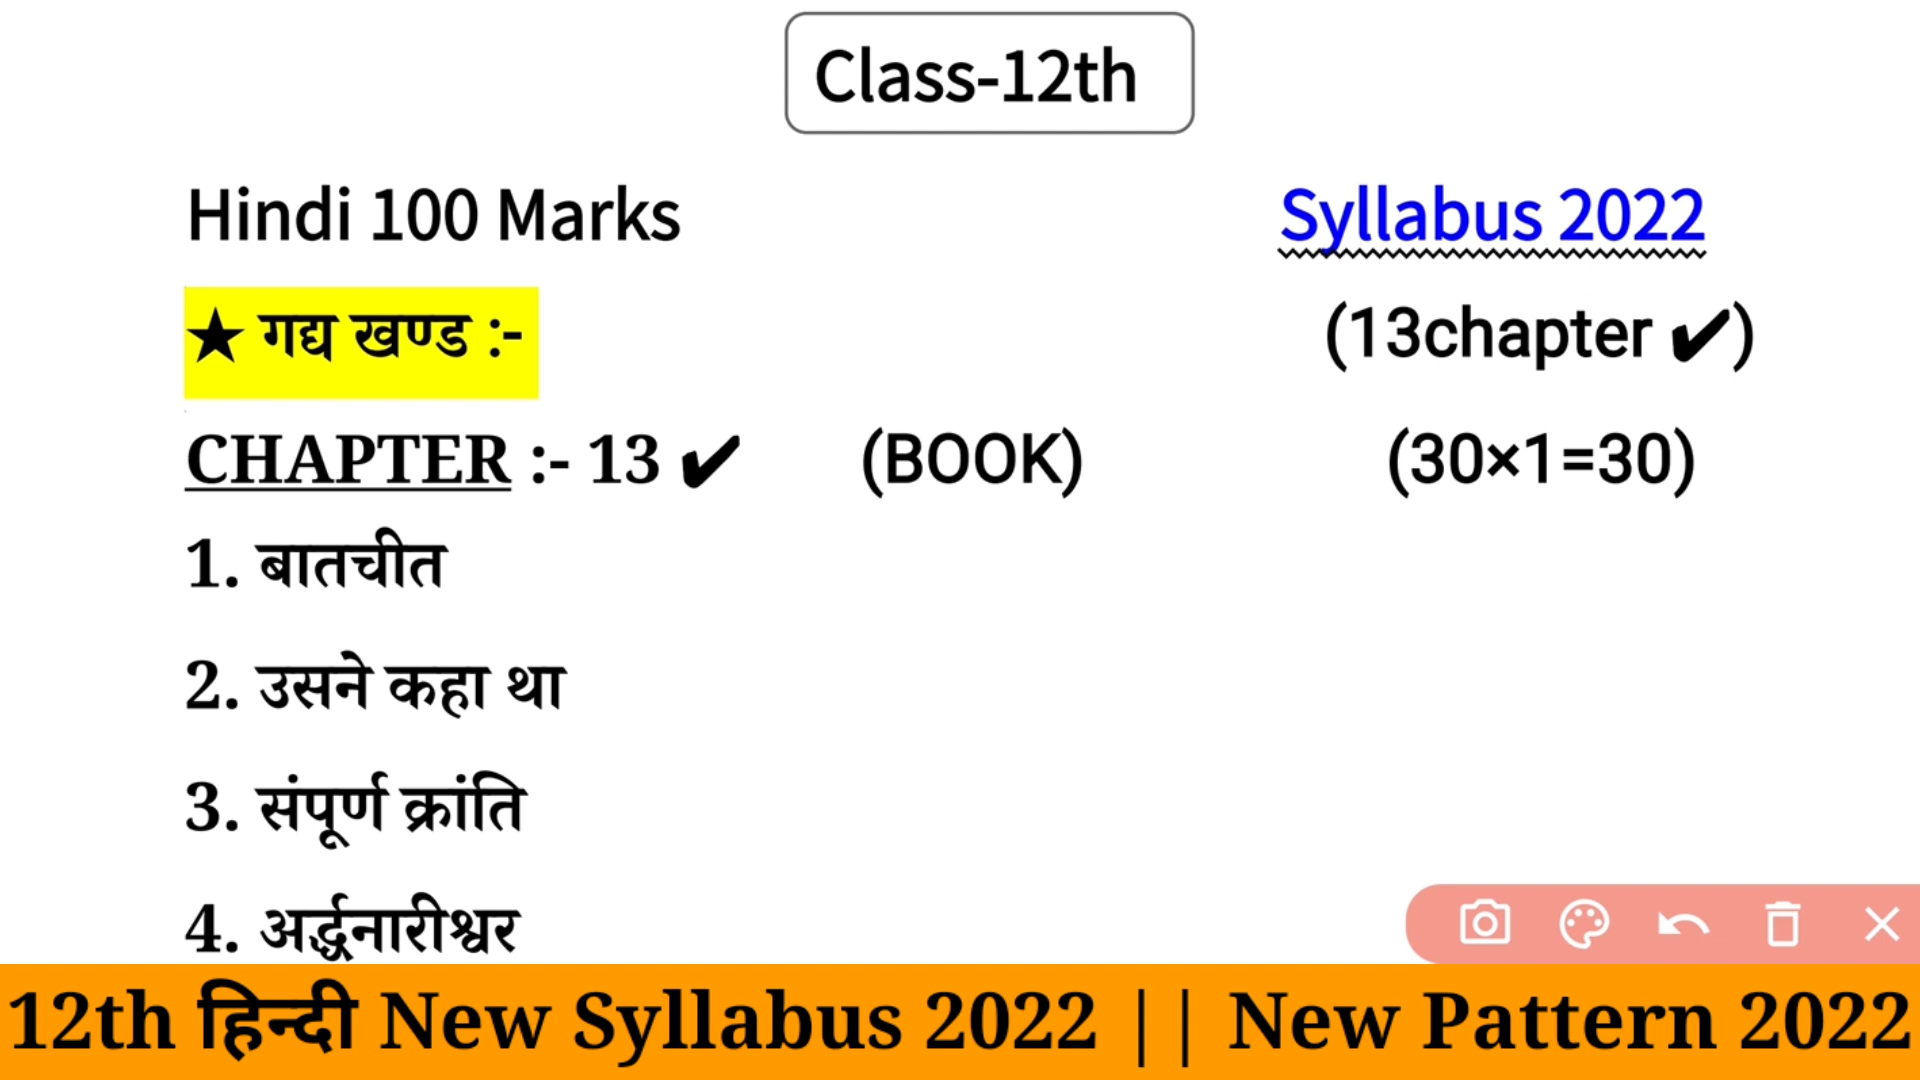 Class-12th
Hindi 100 Marks Syllabus 2022
★ गद्य खण्ड :- (13chapter ✔)
CHAPTER :- 13 ✔ (BOOK) (30×1=30)
1. बातचीत
2. उसने कहा था
3. संपूर्ण क्रांति
4. अर्द्धनारीश्वर
12th हिन्दी New Syllabus 2022 || New Pattern 2022